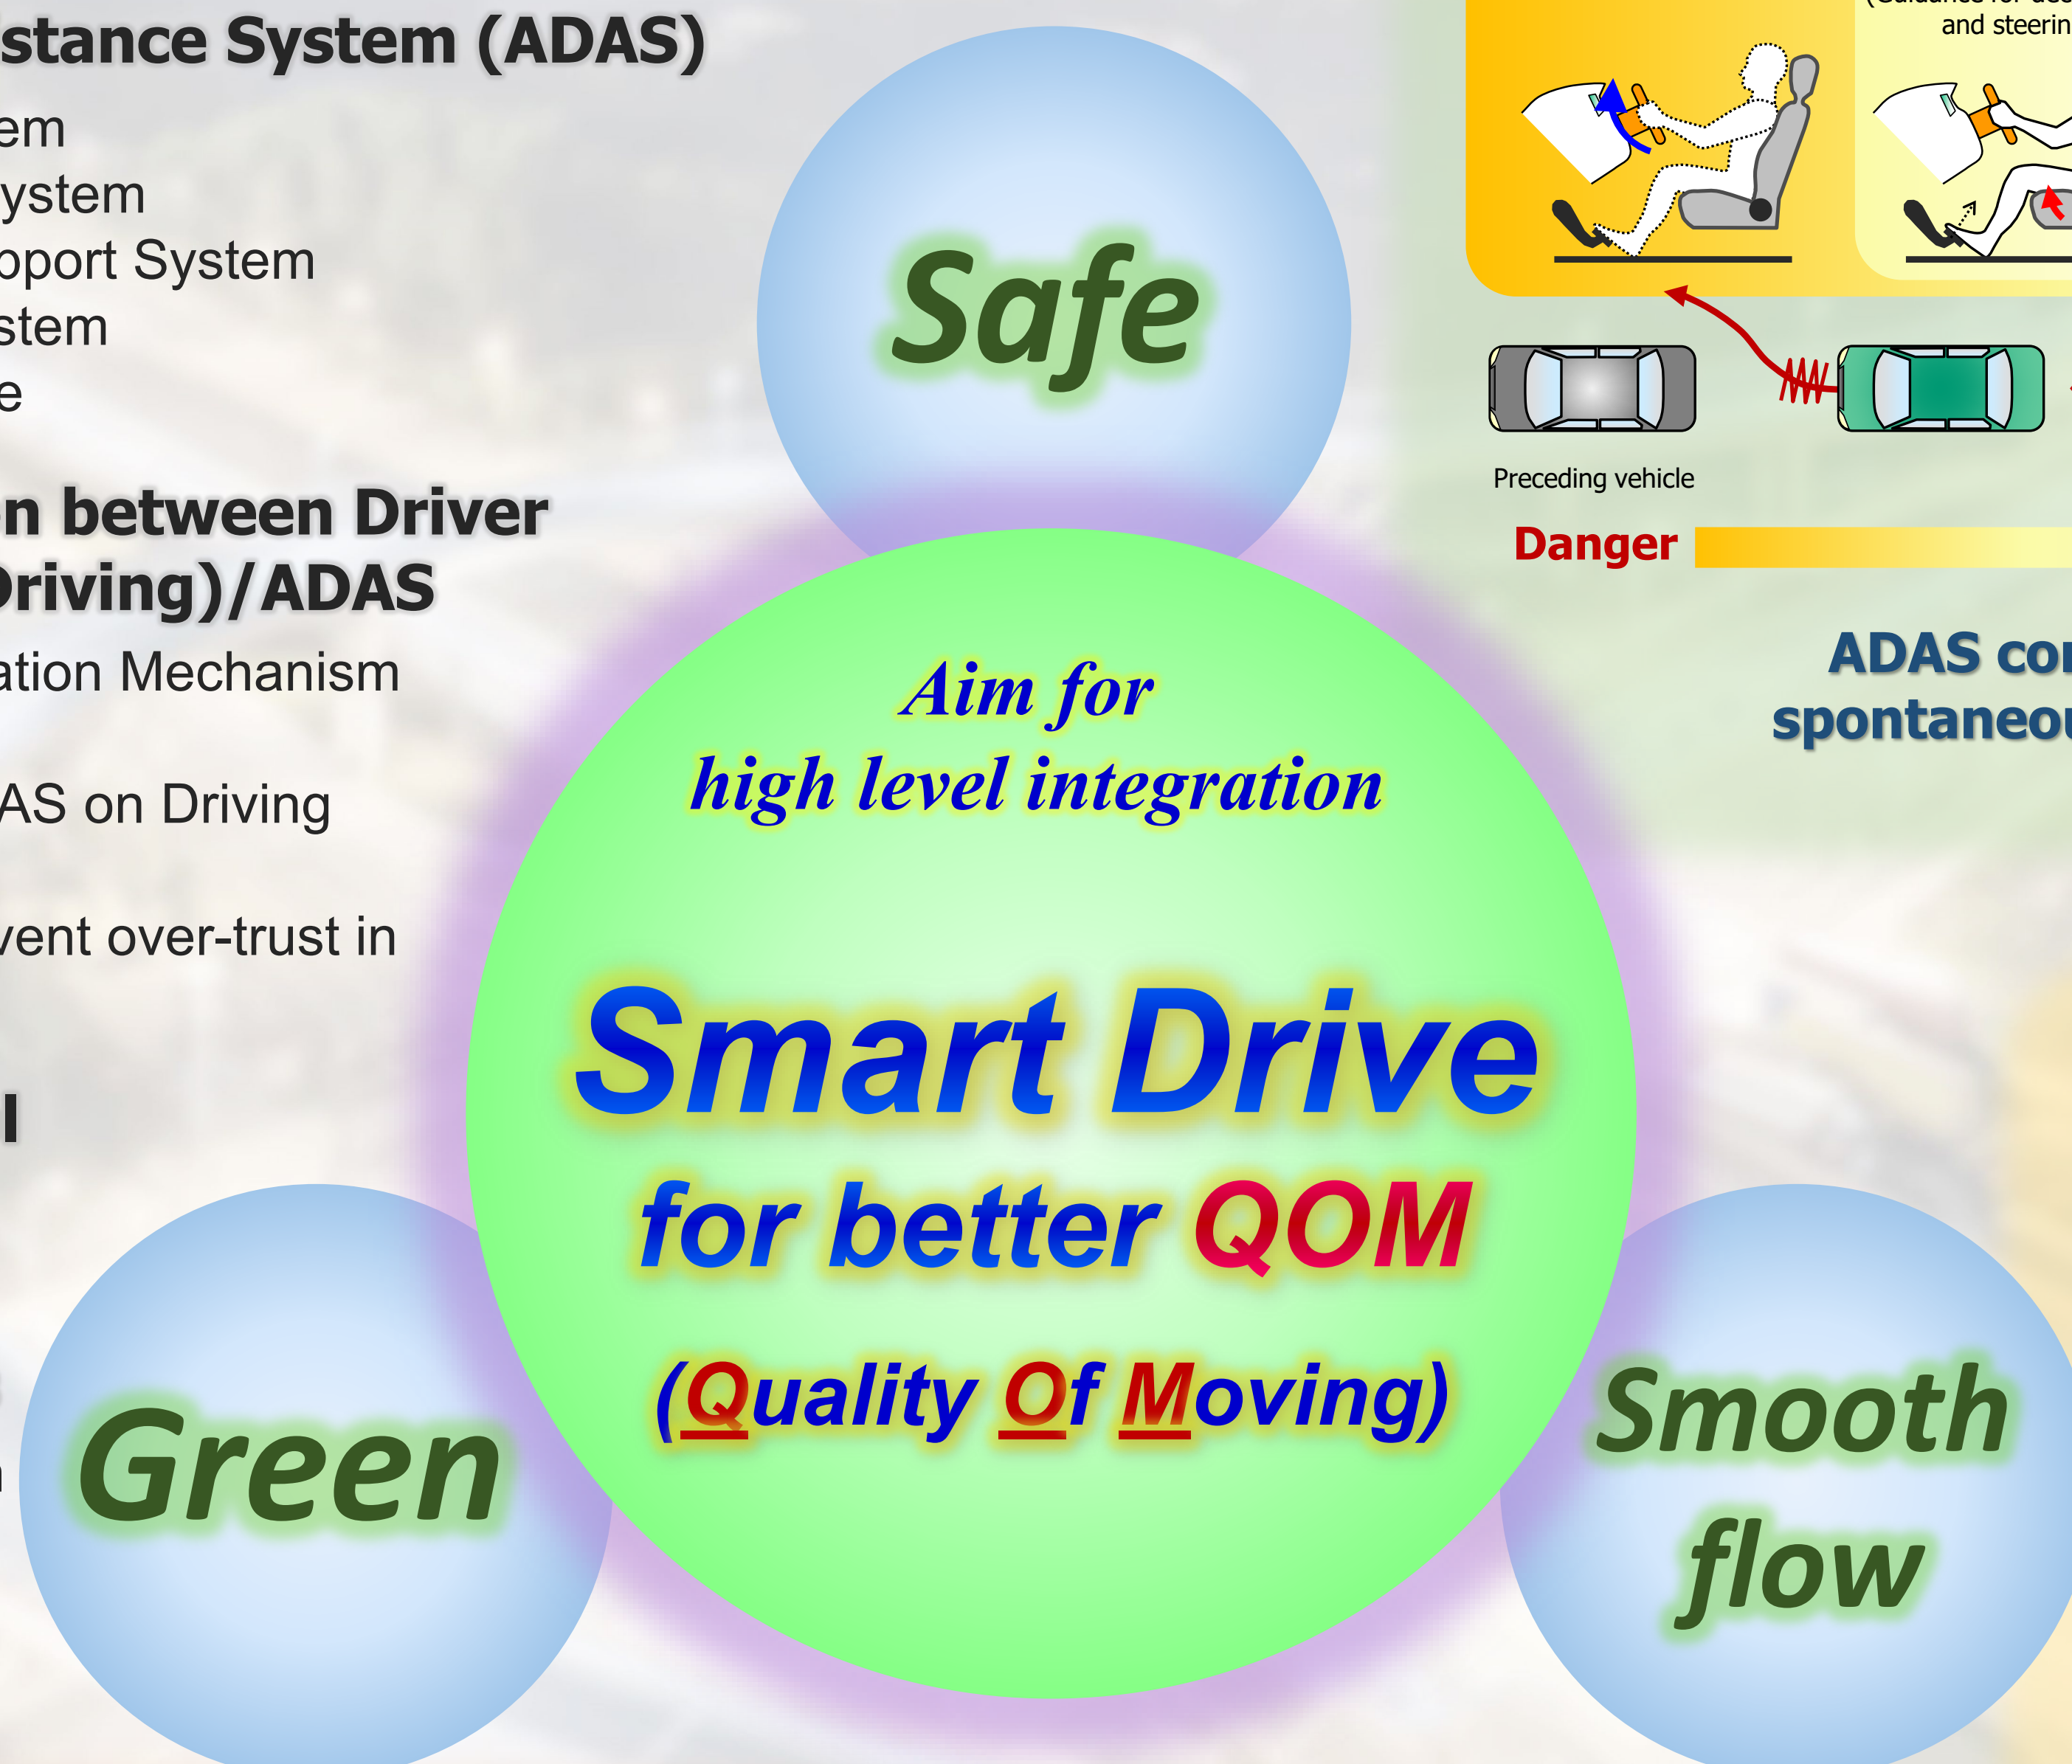 stance System (ADAS)
em
ystem
pport System
stem
e
n between Driver
Driving)/ADAS
ation Mechanism
AS on Driving
vent over-trust in
l
Safe
Aim for
high level integration
Smart Drive
for better QOM
(Quality Of Moving)
Green
Smooth
flow
and steerin
Preceding vehicle
Danger
ADAS con
spontaneou